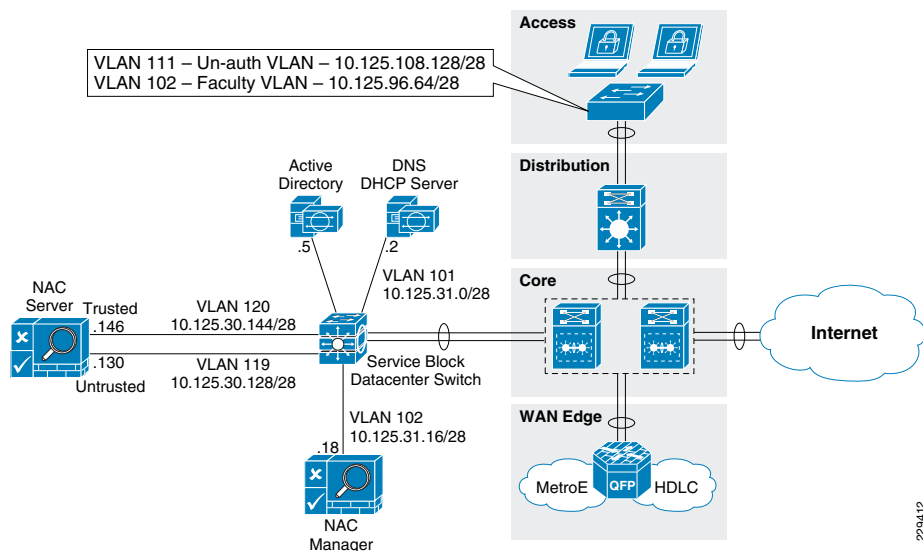 Access
VLAN 111 – Un-auth VLAN – 10.125.108.128/28
VLAN 102 – Faculty VLAN – 10.125.96.64/28
Distribution
Active
Directory
DNS
DHCP Server
.5
.2
VLAN 101
10.125.31.0/28
Core
NAC
Server
Trusted
.146
VLAN 120
10.125.30.144/28
.130
Untrusted
VLAN 119
10.125.30.128/28
Service Block
Datacenter Switch
Internet
VLAN 102
10.125.31.16/28
.18
NAC
Manager
WAN Edge
MetroE
QFP
HDLC
229412